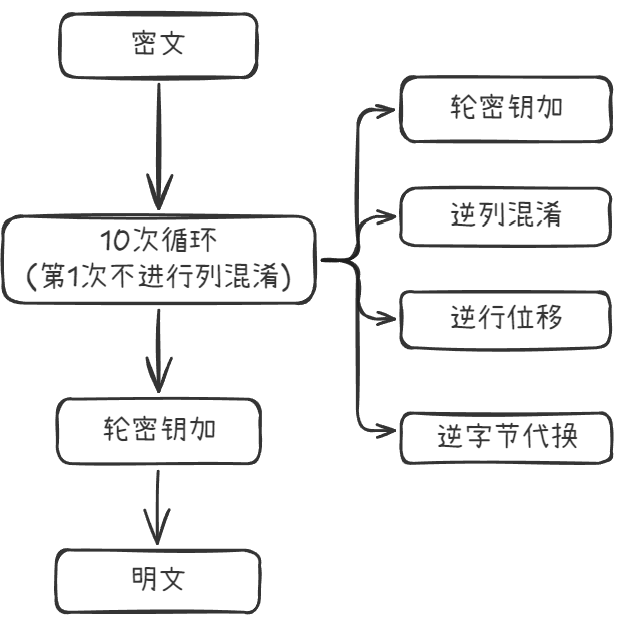 密文
10次循环
(第1次不进行列混淆)
轮密钥加
明文
轮密钥加
逆列混淆
逆行位移
逆字节代换